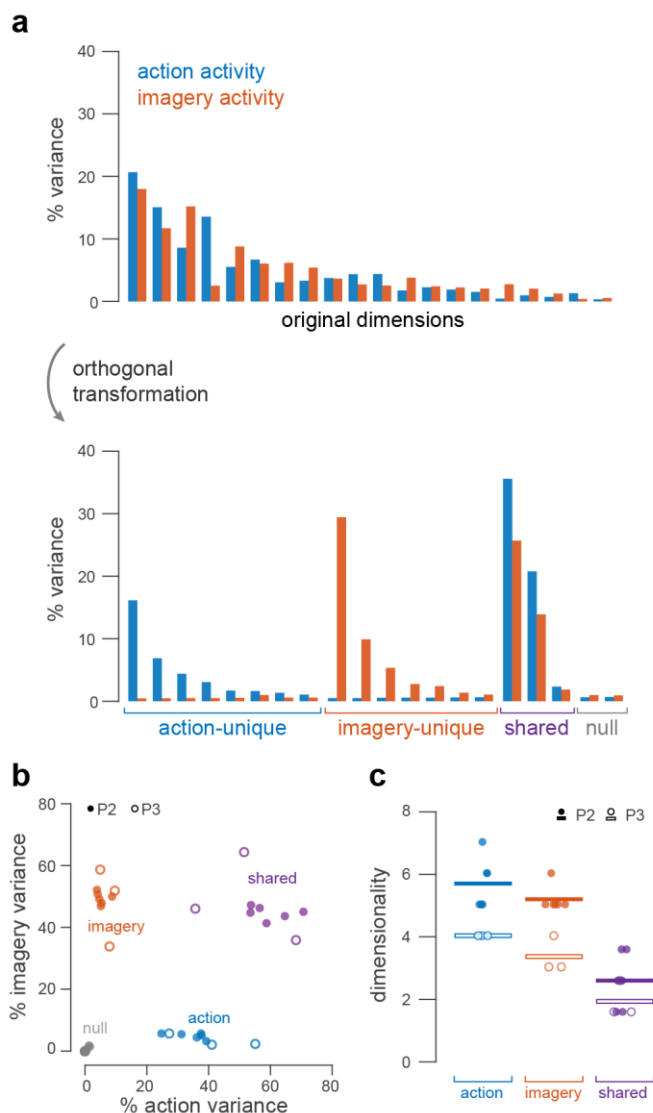 a
40
30
20
10
0
% variance
action activity
imagery activity
original dimensions
orthogonal
transformation
40
30
20
10
0
% variance
action-unique
imagery-unique
shared
null
b
80
60
40
20
0
% imagery variance
P2 P3
shared
imagery
null
action
0 20 40 60 80
% action variance
c
8
6
4
2
0
dimensionality
P2 P3
action
imagery
shared